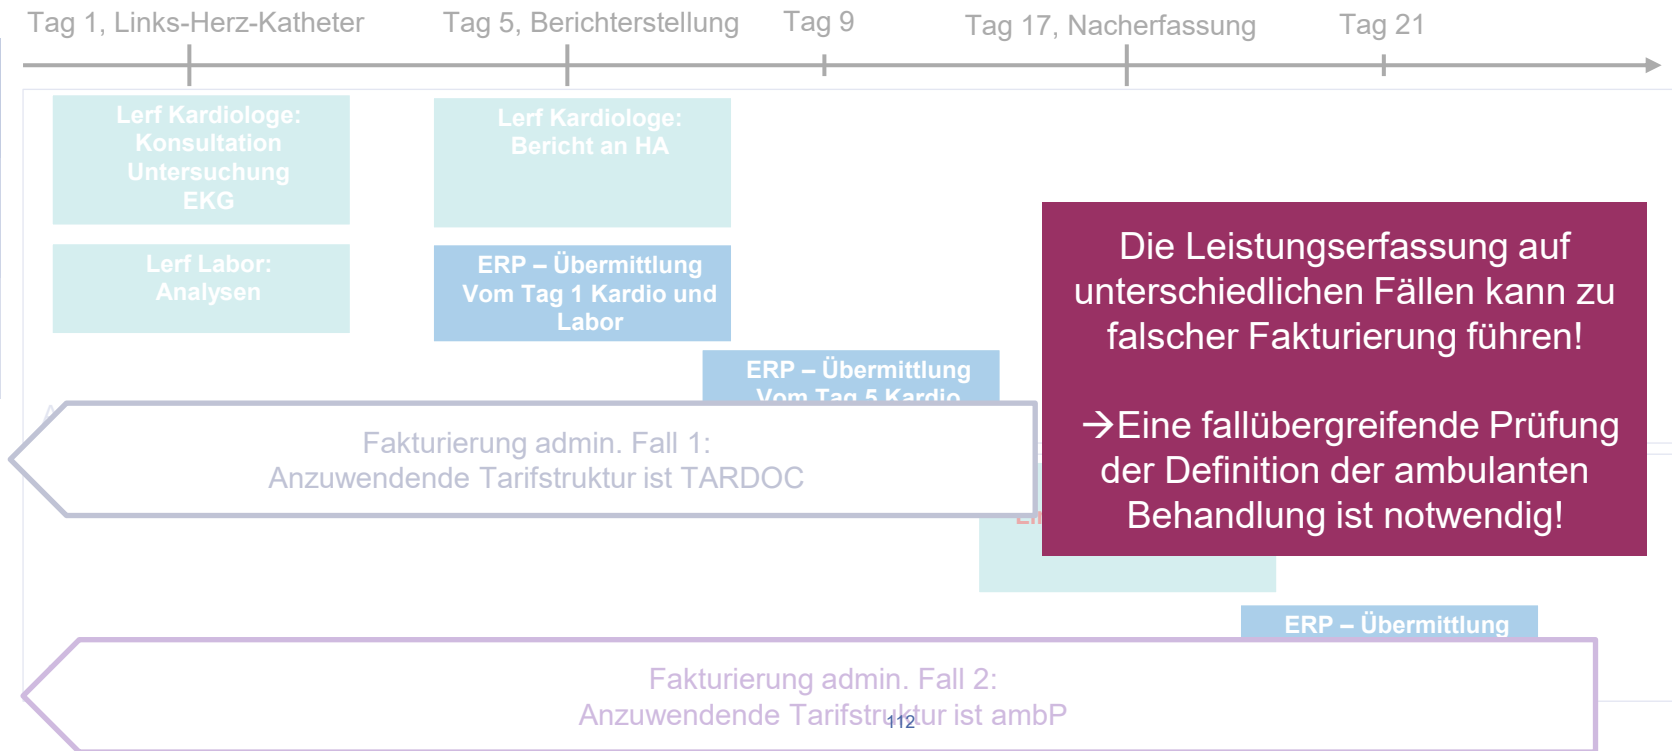 Tag 1, Links-Herz-Katheter
Tag 5, Berichterstellung
Tag 9
Tag 17, Nacherfassung
Tag 21
Lerf Kardiologe:
Konsultation
Untersuchung
EKG
Lerf Kardiologe:
Bericht an HA
Lerf Labor:
Analysen
ERP – Übermittlung
Vom Tag 1 Kardio und
Labor
ERP – Übermittlung
Vom Tag 5 Kardio
Die Leistungserfassung auf
unterschiedlichen Fällen kann zu
falscher Fakturierung führen!
→Eine fallübergreifende Prüfung
der Definition der ambulanten
Behandlung ist notwendig!
Fakturierung admin. Fall 1:
Anzuwendende Tarifstruktur ist TARDOC
ERP – Übermittlung
Fakturierung admin. Fall 2:
Anzuwendende Tarifstruktur ist ambP
112